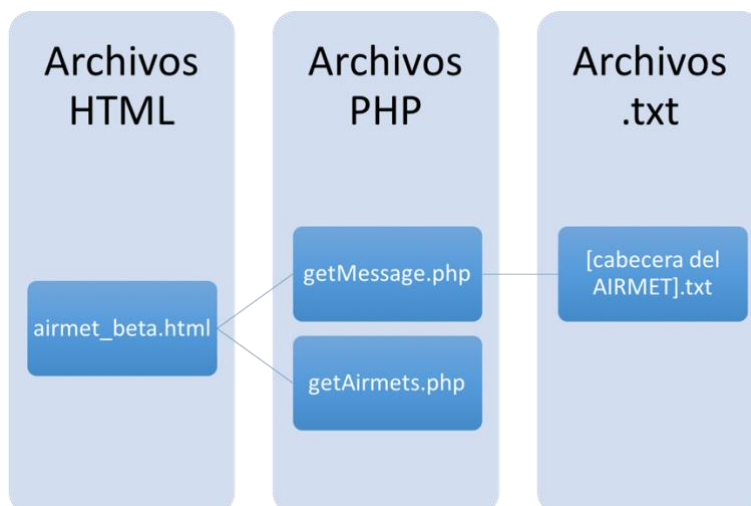 Archivos
HTML
Archivos
PHP
Archivos
.txt
airmet_beta.html
getMessage.php
getAirmets.php
[cabecera del
AIRMET].txt